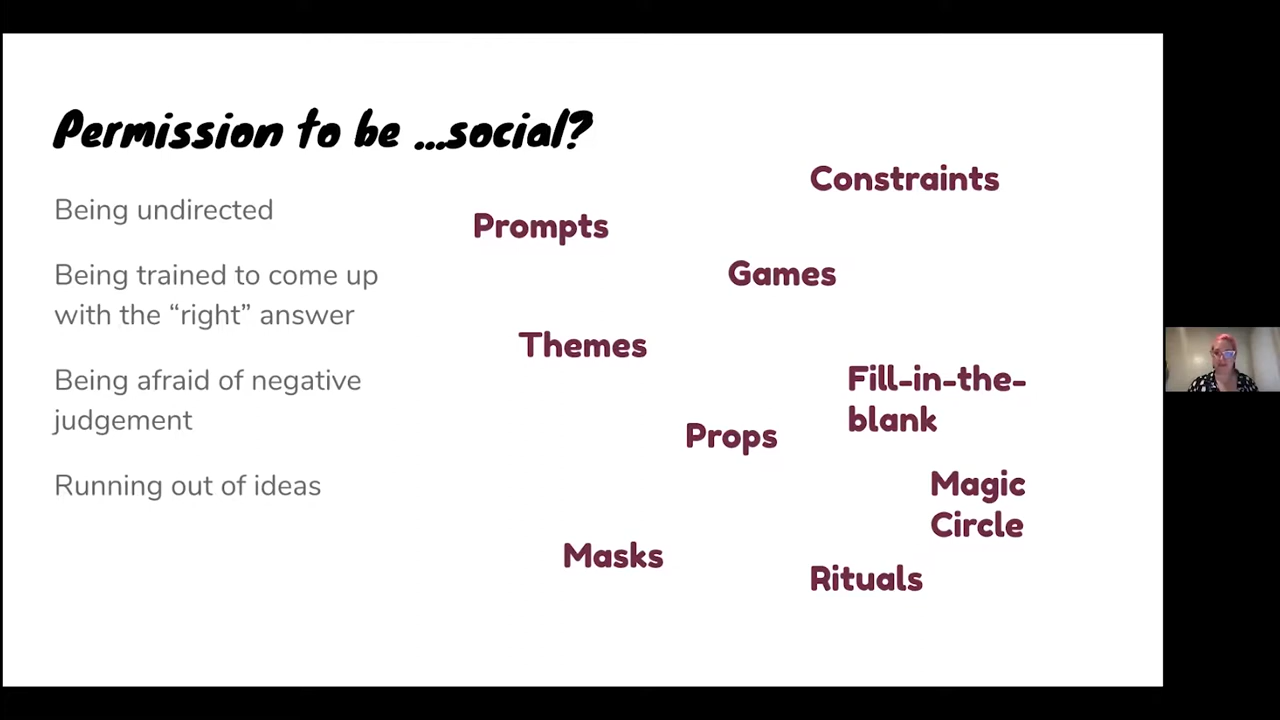 Permission to be ...social?
Being undirected
Being trained to come up
with the “right” answer
Being afraid of negative
judgement
Running out of ideas
Constraints
Prompts
Games
Themes
Fill-in-the-
blank
Props
Magic
Circle
Masks
Rituals